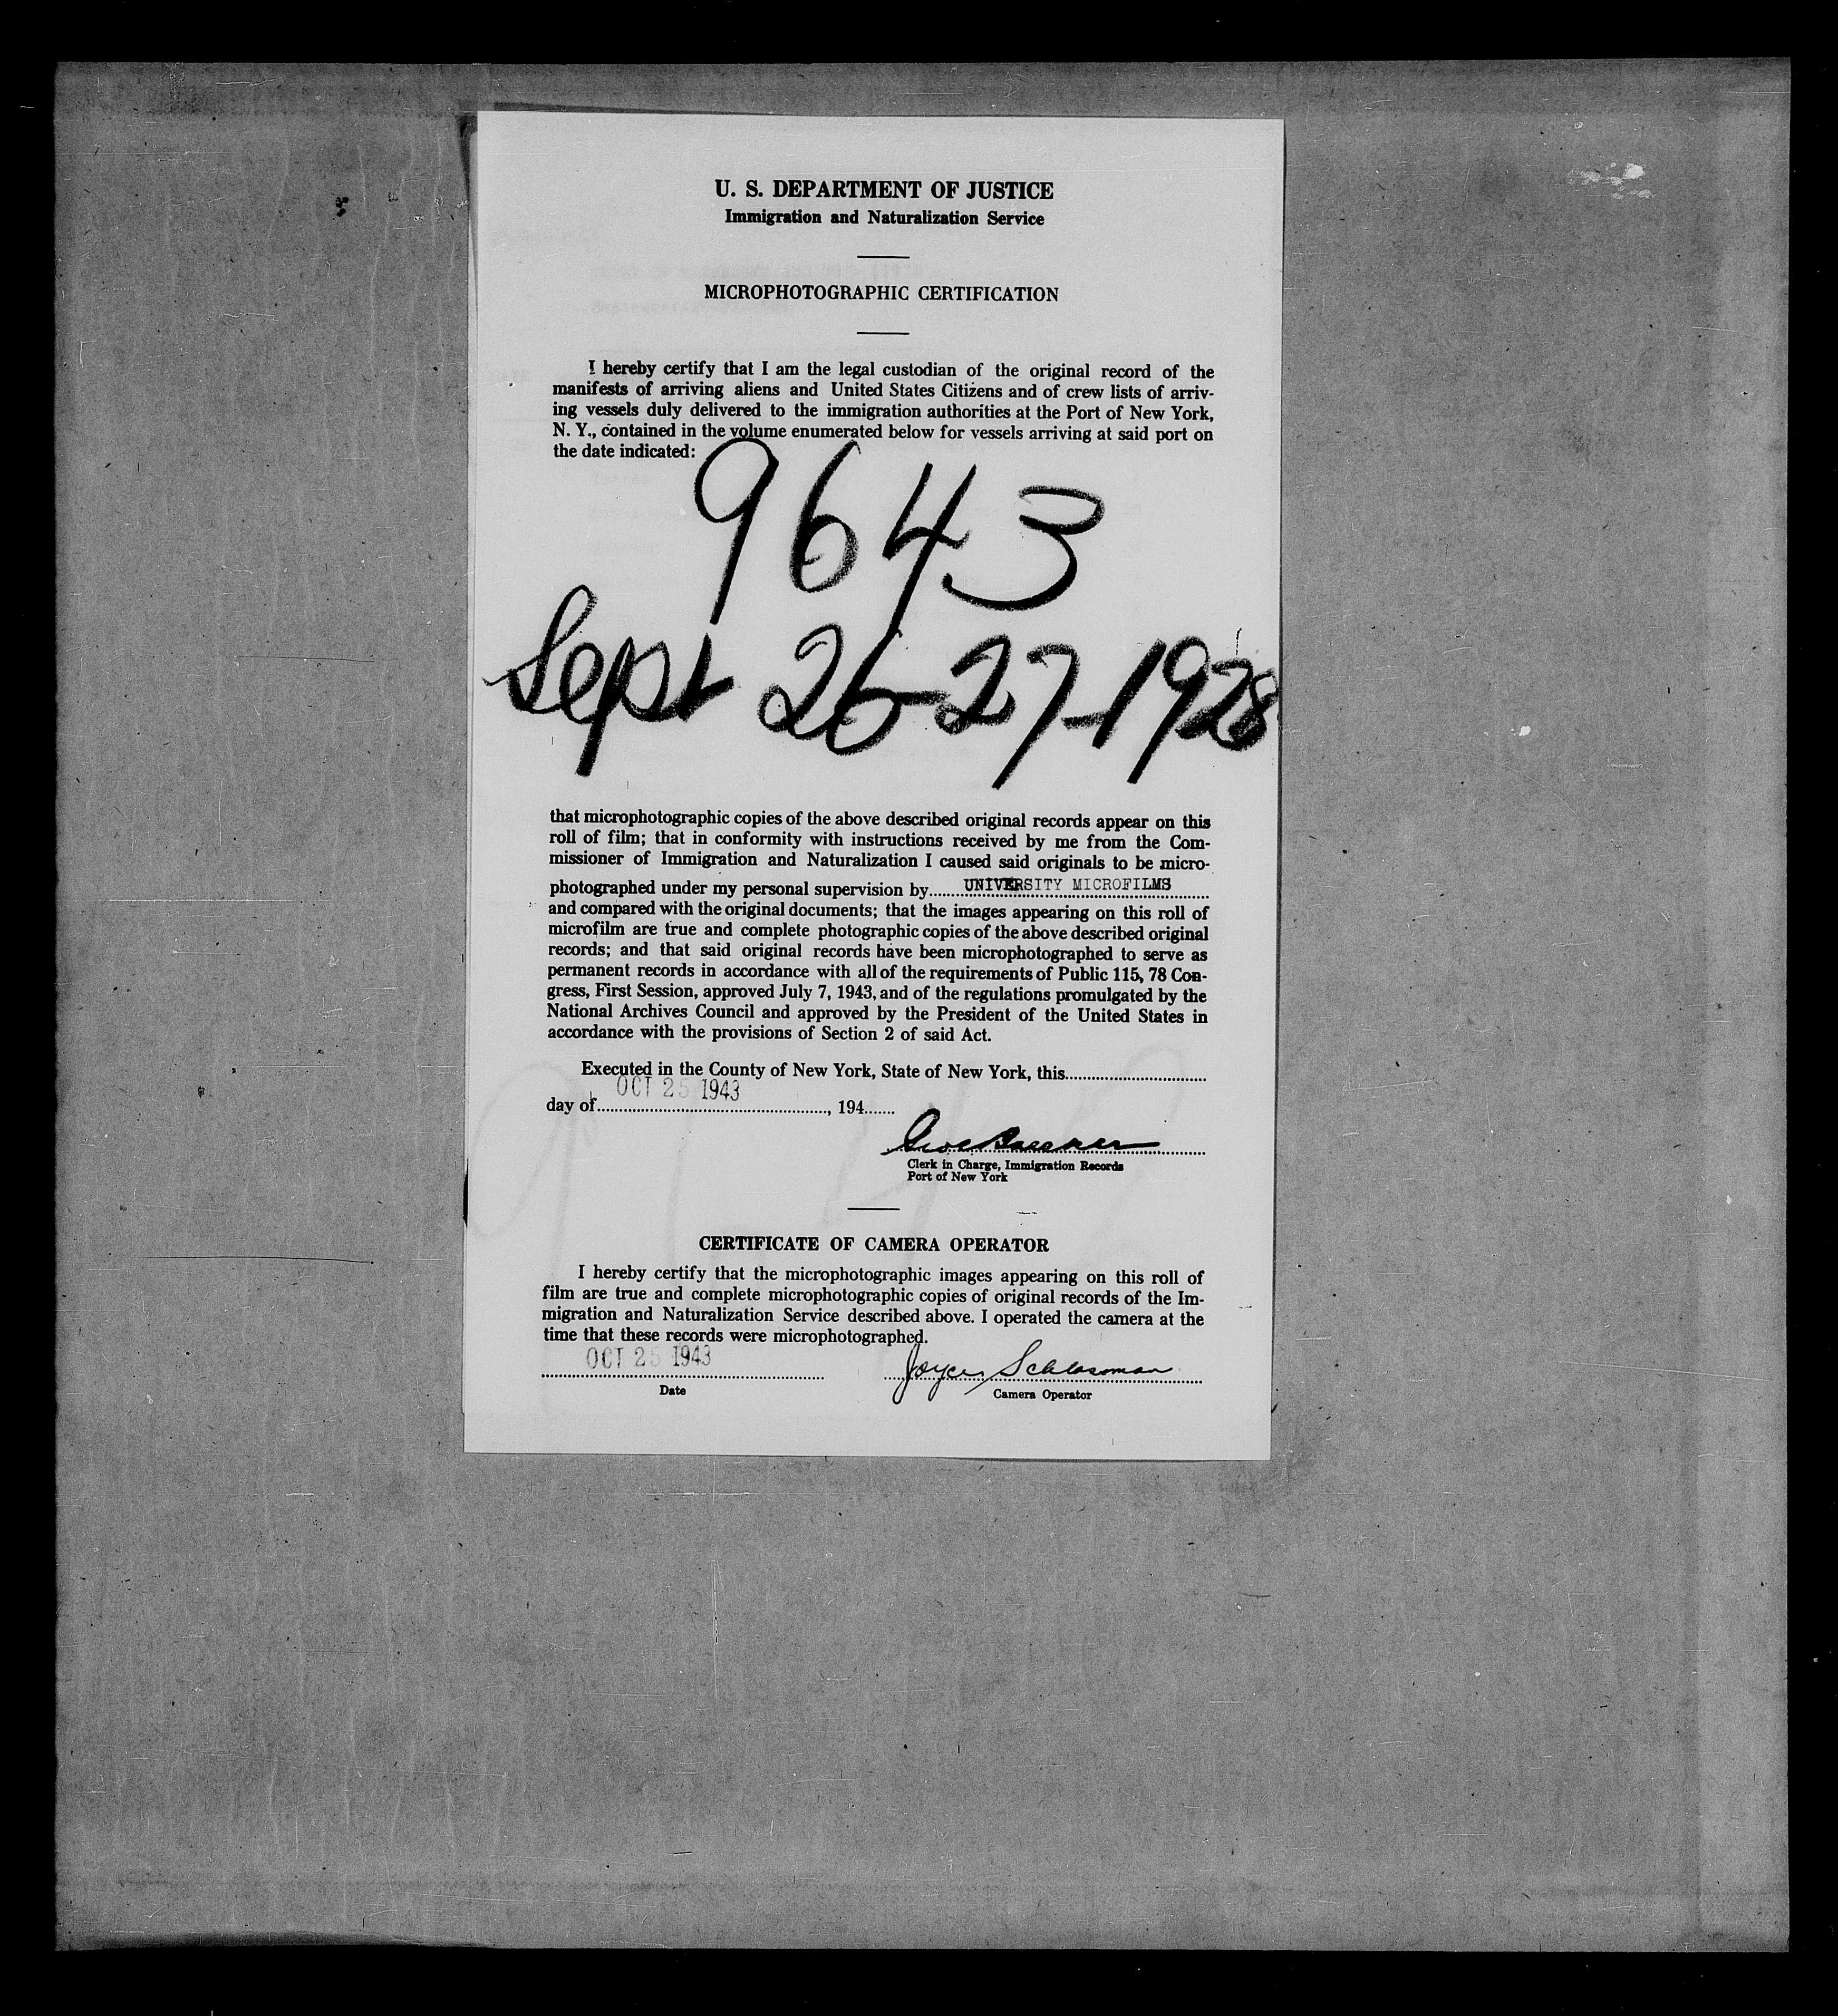 U. S. DEPARTMENT OF JUSTICE
Immigration and Naturalization Service
MICROPHOTOGRAPHIC CERTIFICATION
I hereby certify that I am the legal custodian of the original record of the
manifests of arriving aliens and United States Citizens and of crew lists of arriv-
ing vessels duly delivered to the immigration authorities at the Port of New York,
N. Y., contained in the volume enumerated below for vessels arriving at said port on
the date indicated:
9643
Sept 26-27-1928
that microphotographic copies of the above described original records appear on this
roll of film; that in conformity with instructions received by me from the Com-
missioner of Immigration and Naturalization I caused said originals to be micro-
photographed under my personal supervision by UNIVERSITY MICROFILMS
and compared with the original documents; that the images appearing on this roll of
microfilm are true and complete photographic copies of the above described original
records; and that said original records have been microphotographed to serve as
permanent records in accordance with all of the requirements of Public 115, 78 Con-
gress, First Session, approved July 7, 1943, and of the regulations promulgated by the
National Archives Council and approved by the President of the United States in
accordance with the provisions of Section 2 of said Act.
Executed in the County of New York, State of New York, this
OCT 25 1943
day of , 194
Clerk in Charge, Immigration Records
Port of New York
CERTIFICATE OF CAMERA OPERATOR
I hereby certify that the microphotographic images appearing on this roll of
film are true and complete microphotographic copies of original records of the Im-
migration and Naturalization Service described above. I operated the camera at the
time that these records were microphotographed.
OCT 25 1943 Joyce Schlossman
Date Camera Operator